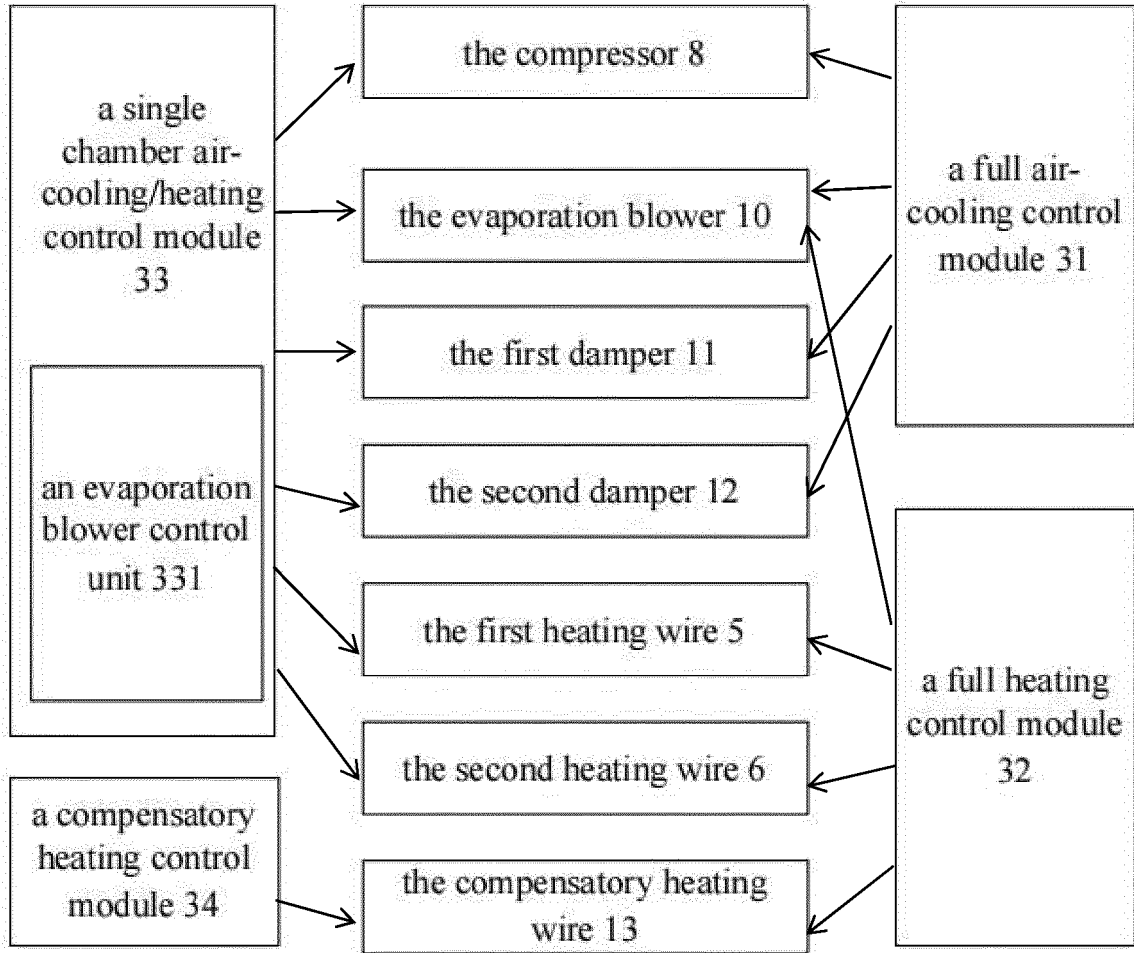 a single
chamber air-
cooling/heating
control module
33
an evaporation
blower control
unit 331
a compensatory
heating control
module 34
the compressor 8
the evaporation blower 10
the first damper 11
the second damper 12
the first heating wire 5
the second heating wire 6
the compensatory heating
wire 13
a full air-
cooling control
module 31
a full heating
control module
32